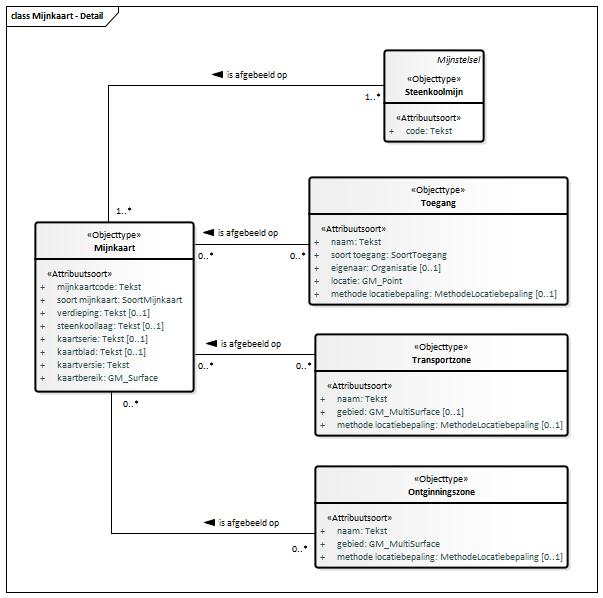 class Mijnkaart - Detail
Mijnstelsel
«Objecttype»
Steenkoolmijn
«Attribuutsoort»
+ code: Tekst
is afgebeeld op
1..*
1..*
«Objecttype»
Toegang
«Attribuutsoort»
+ naam: Tekst
+ soort toegang: SoortToegang
+ eigenaar: Organisatie [0..1]
+ locatie: GM_Point
+ methode locatiebepaling: MethodeLocatiebepaling [0..1]
is afgebeeld op
0..*
0..*
«Objecttype»
Mijnkaart
«Attribuutsoort»
+ mijnkaartcode: Tekst
+ soort mijnkaart: SoortMijnkaart
+ verdieping: Tekst [0..1]
+ steenkoollaag: Tekst [0..1]
+ kaartserie: Tekst [0..1]
+ kaartblad: Tekst [0..1]
+ kaartversie: Tekst
+ kaartbereik: GM_Surface
is afgebeeld op
0..*
0..*
«Objecttype»
Transportzone
«Attribuutsoort»
+ naam: Tekst
+ gebied: GM_MultiSurface [0..1]
+ methode locatiebepaling: MethodeLocatiebepaling [0..1]
0..*
is afgebeeld op
0..*
«Objecttype»
Ontginningszone
«Attribuutsoort»
+ naam: Tekst
+ gebied: GM_MultiSurface
+ methode locatiebepaling: MethodeLocatiebepaling [0..1]